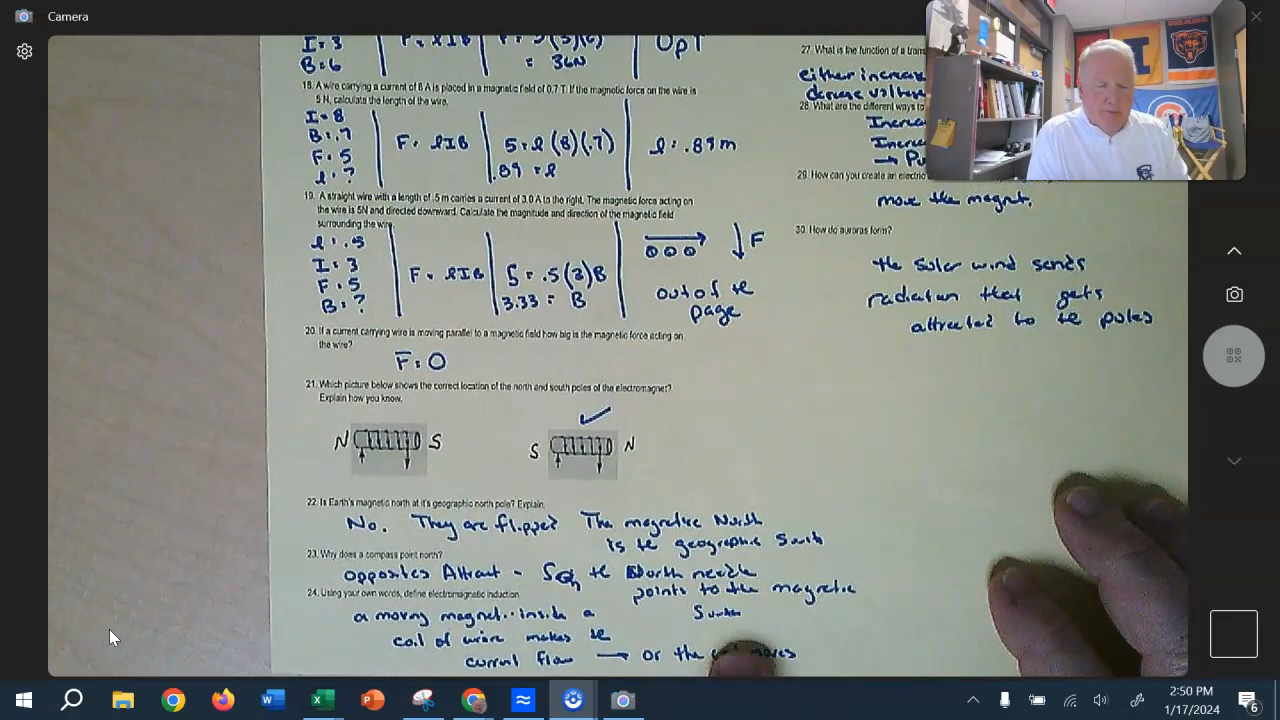 Camera
I = 3
B = 6
F = lIB
= 36N
Up ↑
18. A wire carrying a current of 8 A is placed in a magnetic field of 0.7 T. If the magnetic force on the wire is
5 N, calculate the length of the wire.
I = 8
B = .7
F = 5
l = ?
F = lIB
5 = l (8)(.7)
.89 = l
l = .89 m
19. A straight wire with a length of .5 m carries a current of 3.0 A to the right. The magnetic force acting on
the wire is 5N and directed downward. Calculate the magnitude and direction of the magnetic field
surrounding the wire.
l = .5
I = 3
F = 5
B = ?
F = lIB
5 = .5(3)B
3.33 = B
F
out of te
page
20. If a current carrying wire is moving parallel to a magnetic field how big is the magnetic force acting on
the wire?
F = 0
21. Which picture below shows the correct location of the north and south poles of the electromagnet?
Explain how you know.
N S
S N
22. Is Earth's magnetic north at it's geographic north pole? Explain.
No. They are flipped The magnetic North
is te geographic South
23. Why does a compass point north?
opposites Attract - So te North needle
points to the magnetic
South
24. Using your own words, define electromagnetic induction.
a moving magnet inside a
coil of wire makes te
current flow → or the moves
27. What is the function of a
either increase
decrease voltage
28. What are the different ways to
29. How can you create an electric
move the magnet.
30. How do auroras form?
the solar wind sends
radiation that gets
attracted to te poles
2:50 PM
1/17/2024
6